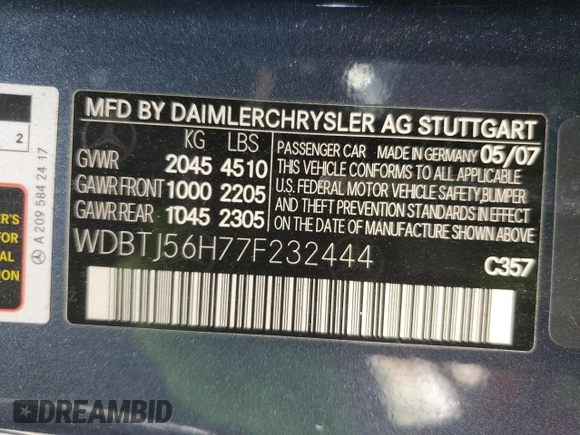 MFD BY DAIMLERCHRYSLER AG STUTTGART
KG LBS
GVWR 2045 4510
GAWR FRONT 1000 2205
GAWR REAR 1045 2305
PASSENGER CAR MADE IN GERMANY 05/07
THIS VEHICLE CONFORMS TO ALL APPLICABLE
U.S. FEDERAL MOTOR VEHICLE SAFETY, BUMPER
AND THEFT PREVENTION STANDARDS IN EFFECT
ON THE DATE OF MANUFACTURE SHOWN ABOVE
WDBTJ56H77F232444
C357
2
A 209 584 24 17
DREAMBID